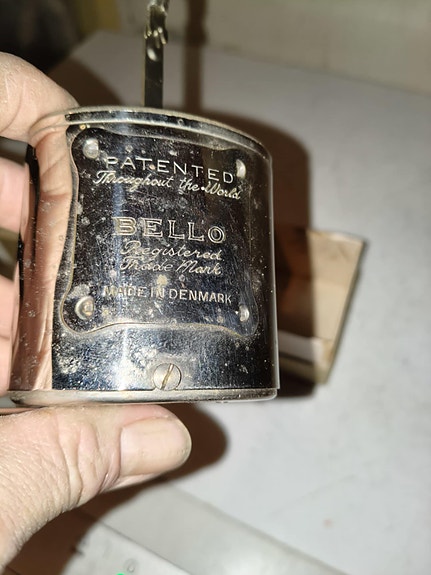 PATENTED
Throughout the World
BELLO
Registered
Trade Mark
MADE IN DENMARK